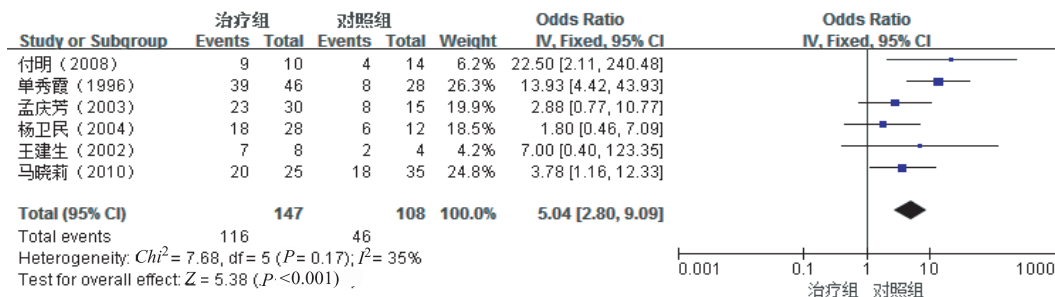 治疗组 对照组 Odds Ratio Odds Ratio
Study or Subgroup Events Total Events Total Weight IV, Fixed, 95% CI IV, Fixed, 95% CI
付明（2008） 9 10 4 14 6.2% 22.50 [2.11, 240.48]
单秀霞（1996） 39 46 8 28 26.3% 13.93 [4.42, 43.93]
孟庆芳（2003） 23 30 8 15 19.9% 2.88 [0.77, 10.77]
杨卫民（2004） 18 28 6 12 18.5% 1.80 [0.46, 7.09]
王建生（2002） 7 8 2 4 4.2% 7.00 [0.40, 123.35]
马晓莉（2010） 20 25 18 35 24.8% 3.78 [1.16, 12.33]
Total (95% CI) 147 108 100.0% 5.04 [2.80, 9.09]
Total events 116 46
Heterogeneity: Chi² = 7.68, df = 5 (P = 0.17); I² = 35%
Test for overall effect: Z = 5.38 (P <0.001)
0.001 0.1 1 10 1000
治疗组 对照组